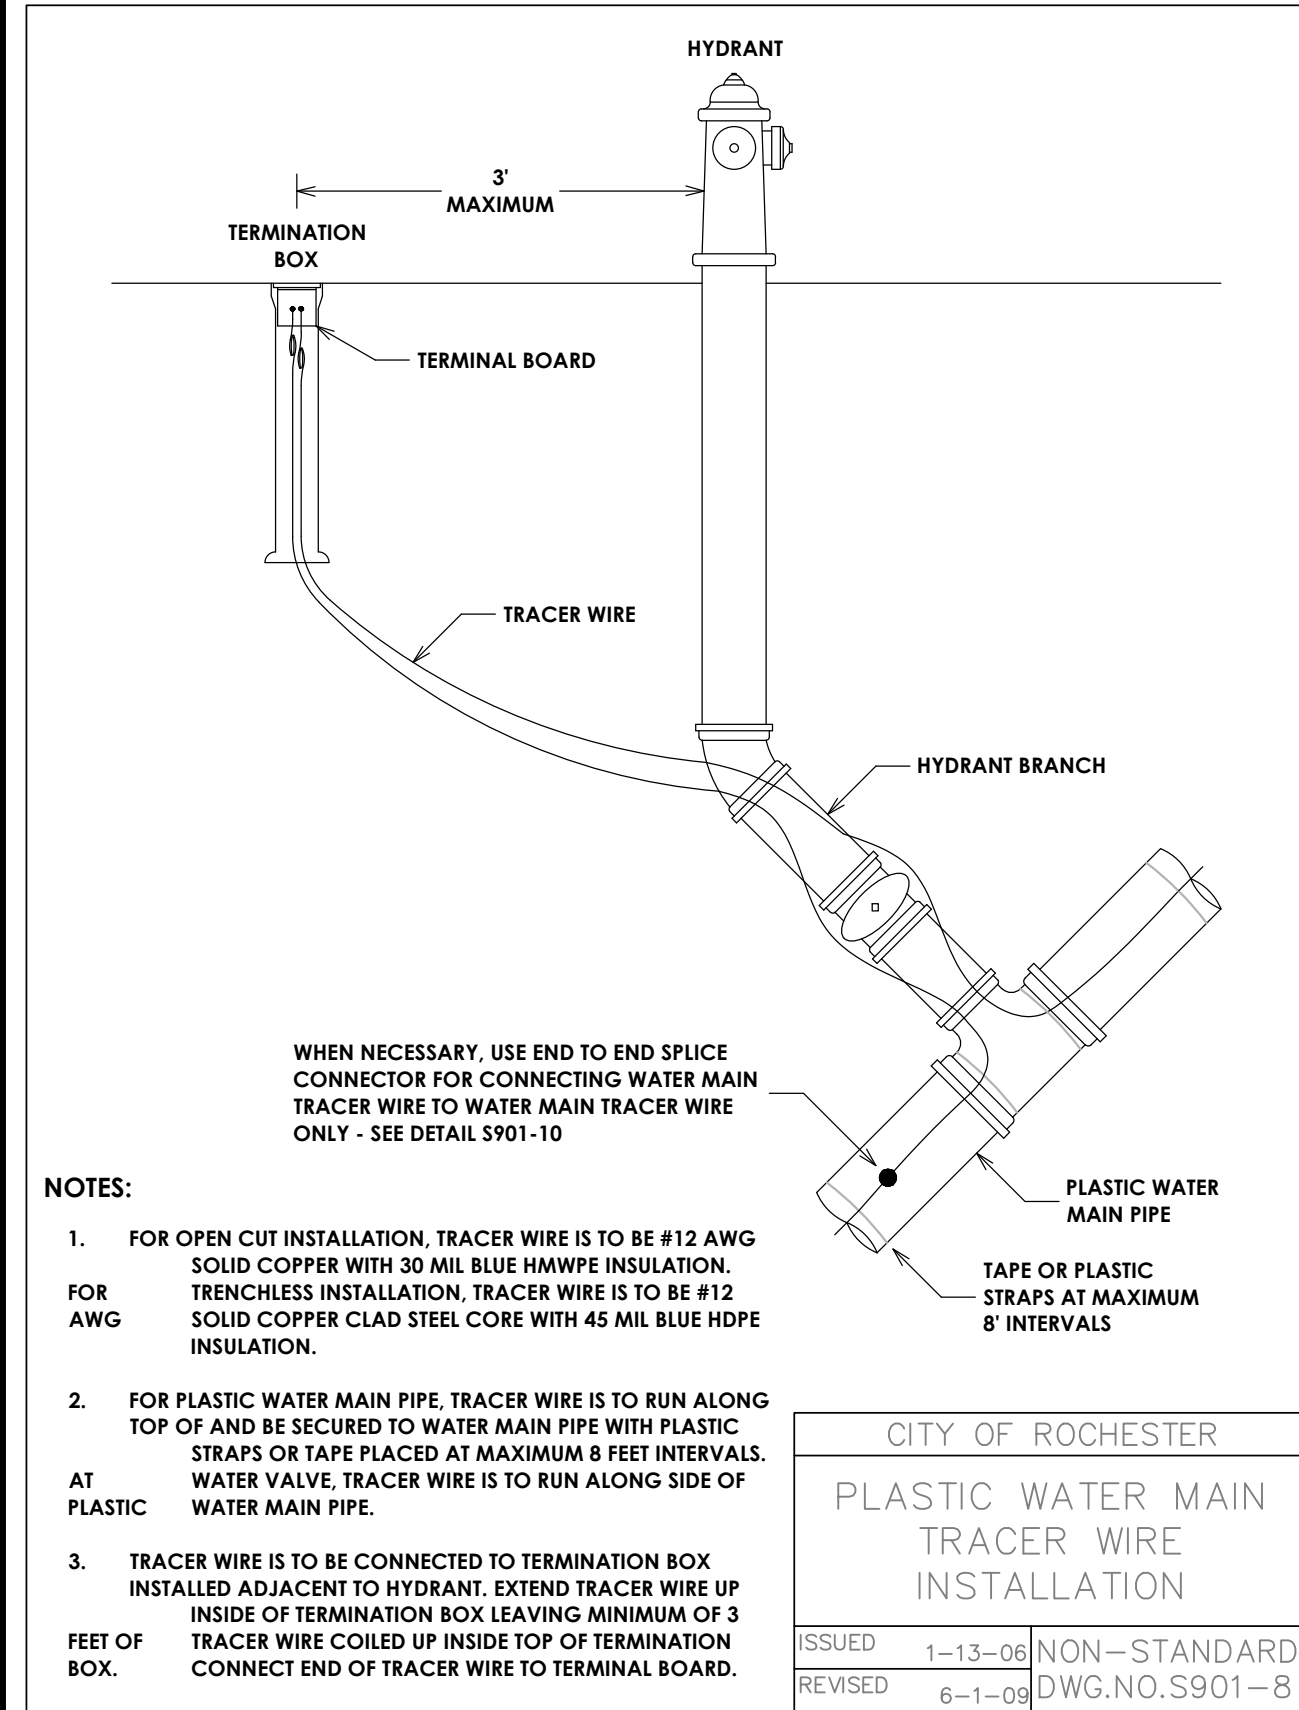 HYDRANT
3'
MAXIMUM
TERMINATION
BOX
TERMINAL BOARD
TRACER WIRE
HYDRANT BRANCH
WHEN NECESSARY, USE END TO END SPLICE
CONNECTOR FOR CONNECTING WATER MAIN
TRACER WIRE TO WATER MAIN TRACER WIRE
ONLY - SEE DETAIL S901-10
PLASTIC WATER
MAIN PIPE
TAPE OR PLASTIC
STRAPS AT MAXIMUM
8' INTERVALS
NOTES:
1. FOR OPEN CUT INSTALLATION, TRACER WIRE IS TO BE #12 AWG
SOLID COPPER WITH 30 MIL BLUE HMWPE INSULATION.
FOR TRENCHLESS INSTALLATION, TRACER WIRE IS TO BE #12
AWG SOLID COPPER CLAD STEEL CORE WITH 45 MIL BLUE HDPE
INSULATION.
2. FOR PLASTIC WATER MAIN PIPE, TRACER WIRE IS TO RUN ALONG
TOP OF AND BE SECURED TO WATER MAIN PIPE WITH PLASTIC
STRAPS OR TAPE PLACED AT MAXIMUM 8 FEET INTERVALS.
AT WATER VALVE, TRACER WIRE IS TO RUN ALONG SIDE OF
PLASTIC WATER MAIN PIPE.
3. TRACER WIRE IS TO BE CONNECTED TO TERMINATION BOX
INSTALLED ADJACENT TO HYDRANT. EXTEND TRACER WIRE UP
INSIDE OF TERMINATION BOX LEAVING MINIMUM OF 3
FEET OF TRACER WIRE COILED UP INSIDE TOP OF TERMINATION
BOX. CONNECT END OF TRACER WIRE TO TERMINAL BOARD.
CITY OF ROCHESTER
PLASTIC WATER MAIN
TRACER WIRE
INSTALLATION
ISSUED 1-13-06
REVISED 6-1-09
NON-STANDARD
DWG.NO.S901-8